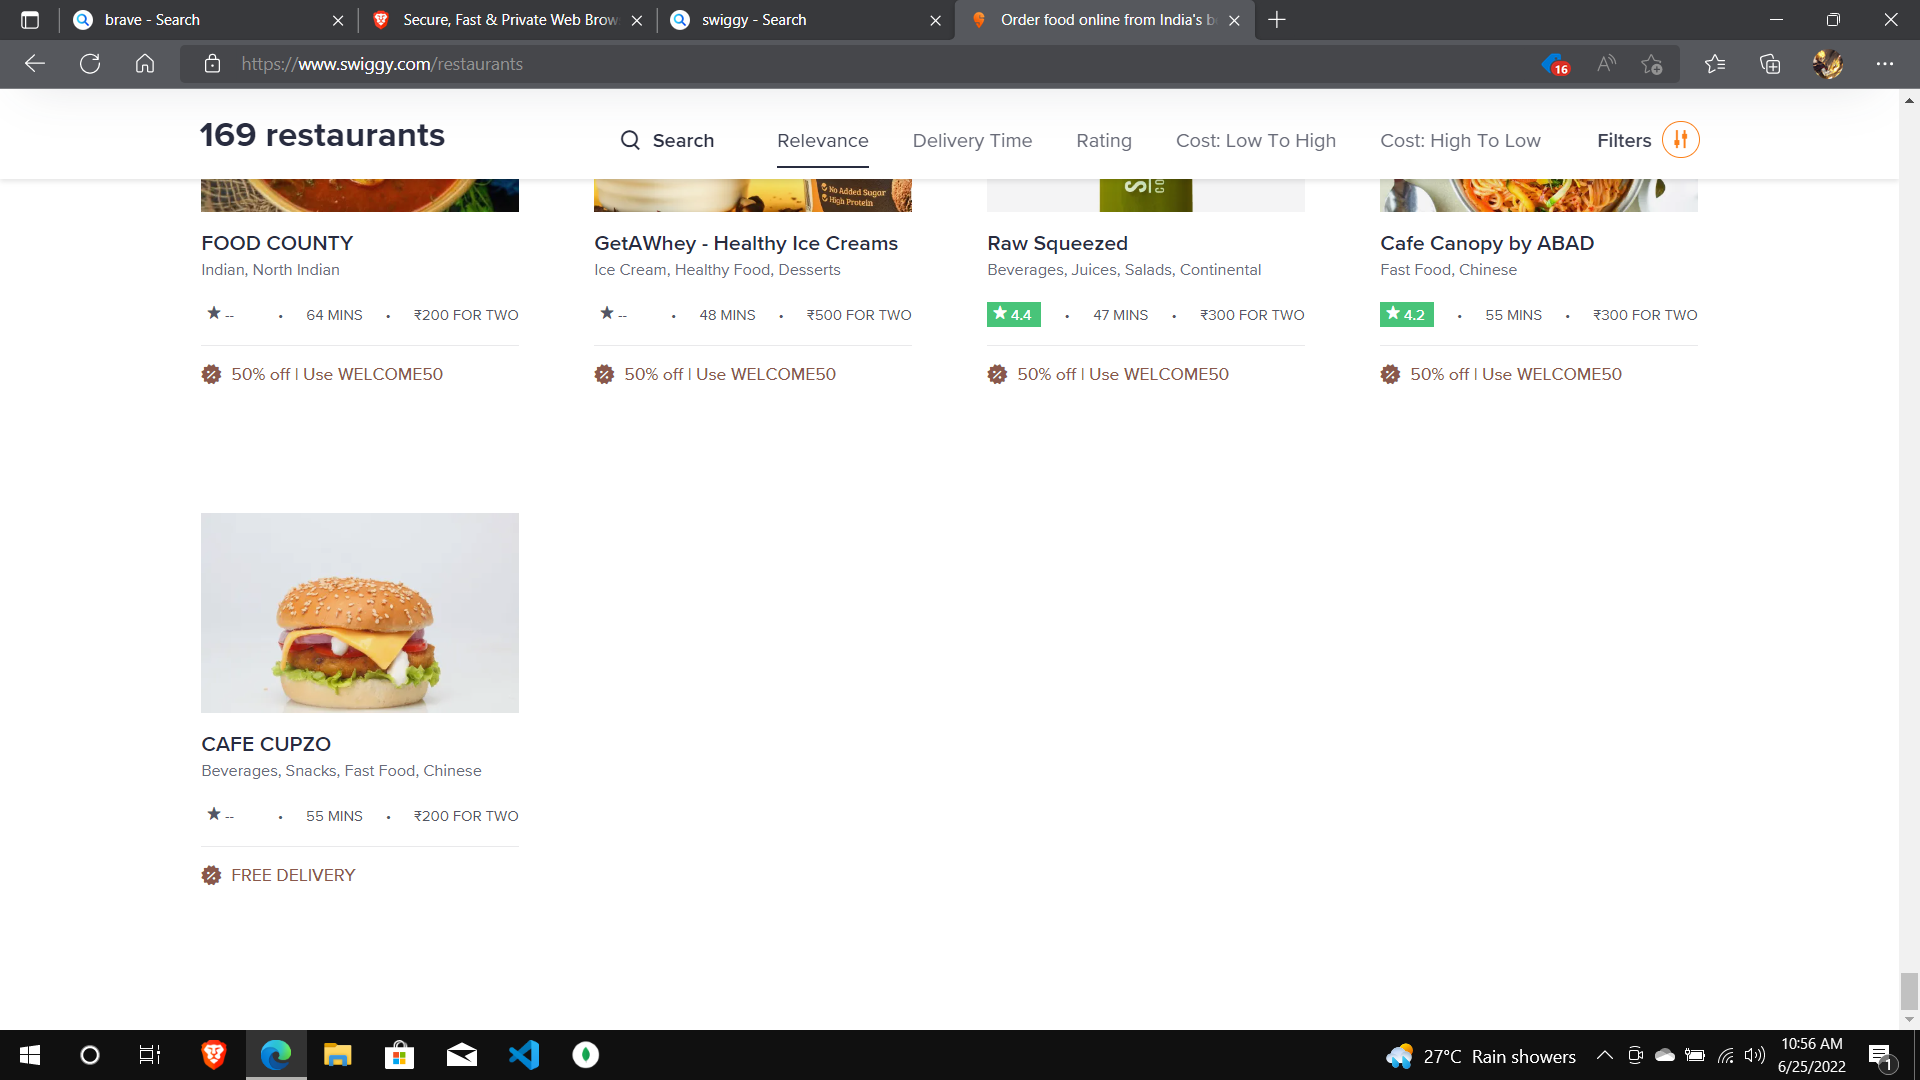 brave - Search
Secure, Fast & Private Web Brow
swiggy - Search
Order food online from India's b
https://www.swiggy.com/restaurants
16
169 restaurants
Search
Relevance
Delivery Time
Rating
Cost: Low To High
Cost: High To Low
Filters
No Added Sugar
High Protein
S
CO
FOOD COUNTY
Indian, North Indian
-- • 64 MINS • ₹200 FOR TWO
50% off | Use WELCOME50
GetAWhey - Healthy Ice Creams
Ice Cream, Healthy Food, Desserts
-- • 48 MINS • ₹500 FOR TWO
50% off | Use WELCOME50
Raw Squeezed
Beverages, Juices, Salads, Continental
4.4 • 47 MINS • ₹300 FOR TWO
50% off | Use WELCOME50
Cafe Canopy by ABAD
Fast Food, Chinese
4.2 • 55 MINS • ₹300 FOR TWO
50% off | Use WELCOME50
CAFE CUPZO
Beverages, Snacks, Fast Food, Chinese
-- • 55 MINS • ₹200 FOR TWO
FREE DELIVERY
27°C Rain showers
10:56 AM
6/25/2022
1